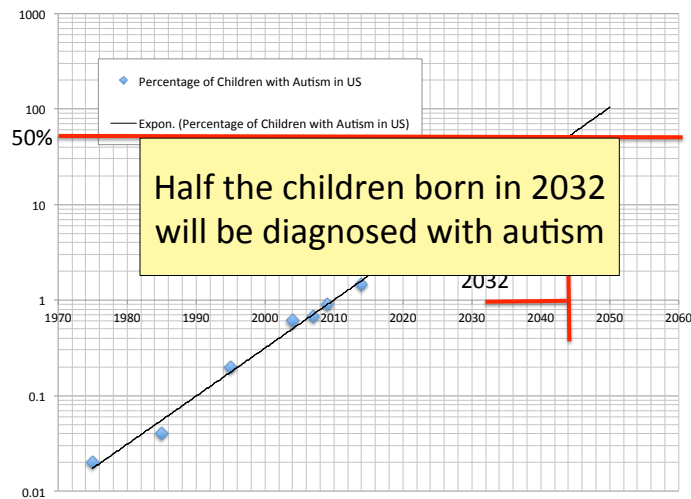 1000
Percentage of Children with Autism in US
100
Expon. (Percentage of Children with Autism in US)
50%
Half the children born in 2032
will be diagnosed with autism
10
2032
1
1970 1980 1990 2000 2010 2020 2030 2040 2050 2060
0.1
0.01